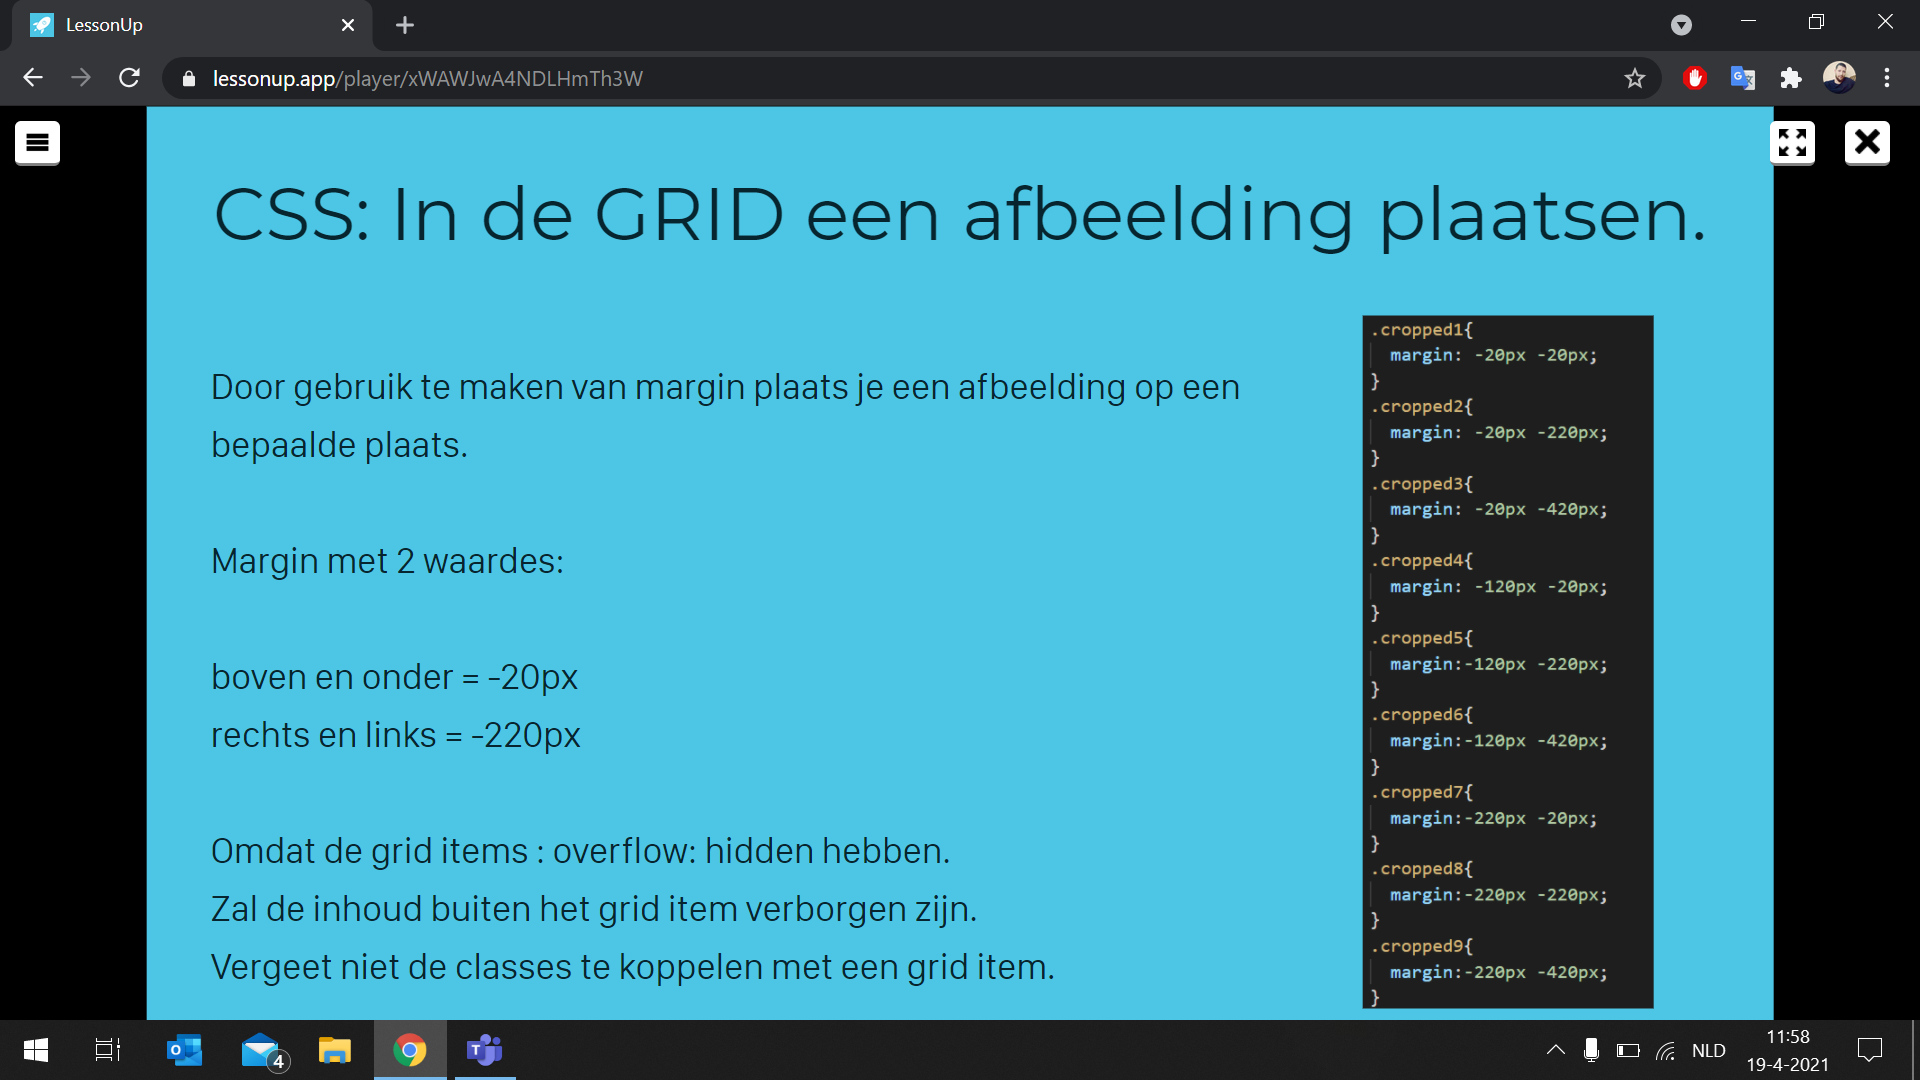 LessonUp
lessonup.app/player/xWAWJwA4NDLHmTh3W
CSS: In de GRID een afbeelding plaatsen.
Door gebruik te maken van margin plaats je een afbeelding op een
bepaalde plaats.
Margin met 2 waardes:
boven en onder = -20px
rechts en links = -220px
Omdat de grid items : overflow: hidden hebben.
Zal de inhoud buiten het grid item verborgen zijn.
Vergeet niet de classes te koppelen met een grid item.
.cropped1{
margin: -20px -20px;
}
.cropped2{
margin: -20px -220px;
}
.cropped3{
margin: -20px -420px;
}
.cropped4{
margin: -120px -20px;
}
.cropped5{
margin:-120px -220px;
}
.cropped6{
margin:-120px -420px;
}
.cropped7{
margin:-220px -20px;
}
.cropped8{
margin:-220px -220px;
}
.cropped9{
margin:-220px -420px;
}
4
NLD
11:58
19-4-2021